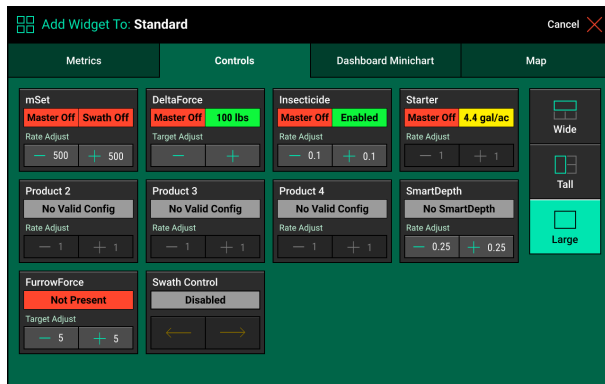 Add Widget To: Standard
Cancel
Metrics
Controls
Dashboard Minichart
Map
mSet
Master Off Swath Off
Rate Adjust
— 500 + 500
DeltaForce
Master Off 100 lbs
Target Adjust
— +
Insecticide
Master Off Enabled
Rate Adjust
— 0.1 + 0.1
Starter
Master Off 4.4 gal/ac
Rate Adjust
— 1 + 1
Wide
Tall
Large
Product 2
No Valid Config
Rate Adjust
— 1 + 1
Product 3
No Valid Config
Rate Adjust
— 1 + 1
Product 4
No Valid Config
Rate Adjust
— 1 + 1
SmartDepth
No SmartDepth
Rate Adjust
— 0.25 + 0.25
FurrowForce
Not Present
Target Adjust
— 5 + 5
Swath Control
Disabled
← →